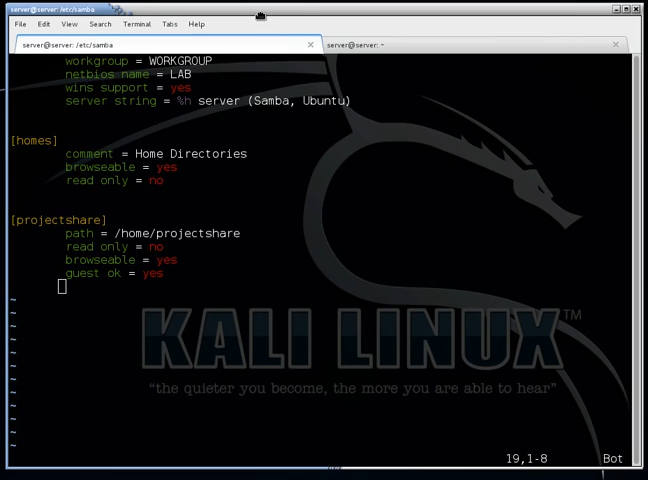 server@server: /etc/samba
File Edit View Search Terminal Tabs Help
server@server: /etc/samba
server@server: ~
workgroup = WORKGROUP
netbios name = LAB
wins support = yes
server string = %h server (Samba, Ubuntu)
[homes]
comment = Home Directories
browseable = yes
read only = no
[projectshare]
path = /home/projectshare
read only = no
browseable = yes
guest ok = yes
~
~
~
~
~
~
~
~
~
~
~
~
KALI LINUX™
“the quieter you become, the more you are able to hear”
19,1-8 Bot